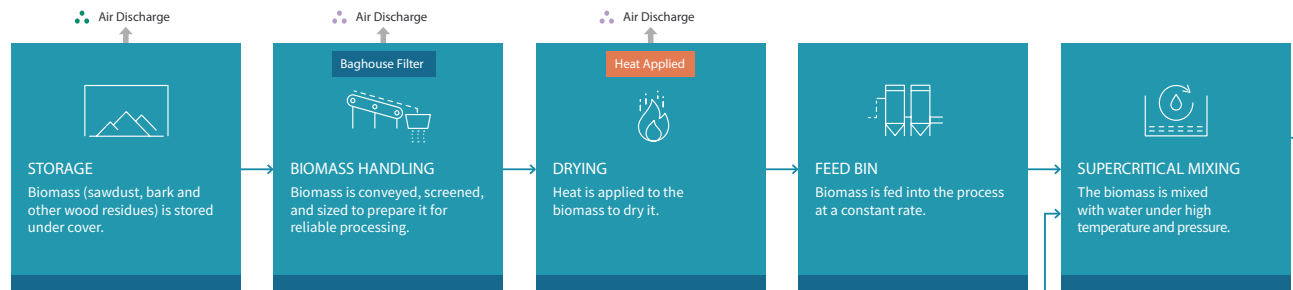 Air Discharge
Air Discharge
Air Discharge
Baghouse Filter
Heat Applied
STORAGE
Biomass (sawdust, bark and
other wood residues) is stored
under cover.
BIOMASS HANDLING
Biomass is conveyed, screened,
and sized to prepare it for
reliable processing.
DRYING
Heat is applied to the
biomass to dry it.
FEED BIN
Biomass is fed into the process
at a constant rate.
SUPERCRITICAL MIXING
The biomass is mixed
with water under high
temperature and pressure.